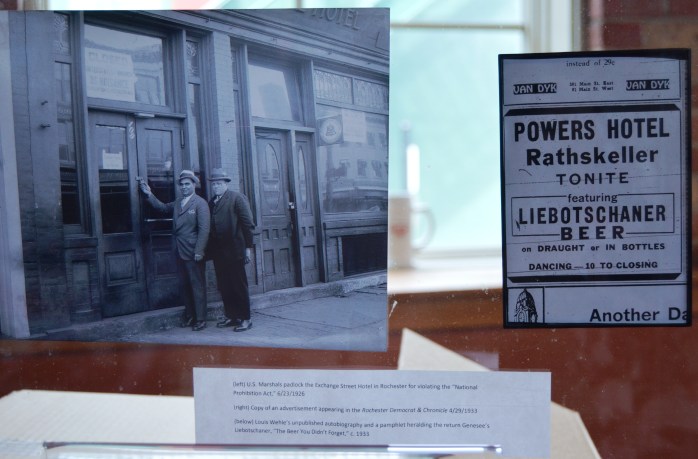 HOTEL
instead of 29c
VAN DYK
VAN DYK
POWERS HOTEL
Rathskeller
TONITE
featuring
LIEBOTSCHANER
BEER
on DRAUGHT or IN BOTTLES
DANCING — 10 TO CLOSING
Another Da
(left) U.S. Marshals padlock the Exchange Street Hotel in Rochester for violating the "National
Prohibition Act," 6/23/1926
(right) Copy of an advertisement appearing in the Rochester Democrat & Chronicle 4/29/1933
(below) Louis Wehle's unpublished autobiography and a pamphlet heralding the return Genesee's
Liebotschaner, "The Beer You Didn't Forget," c. 1933